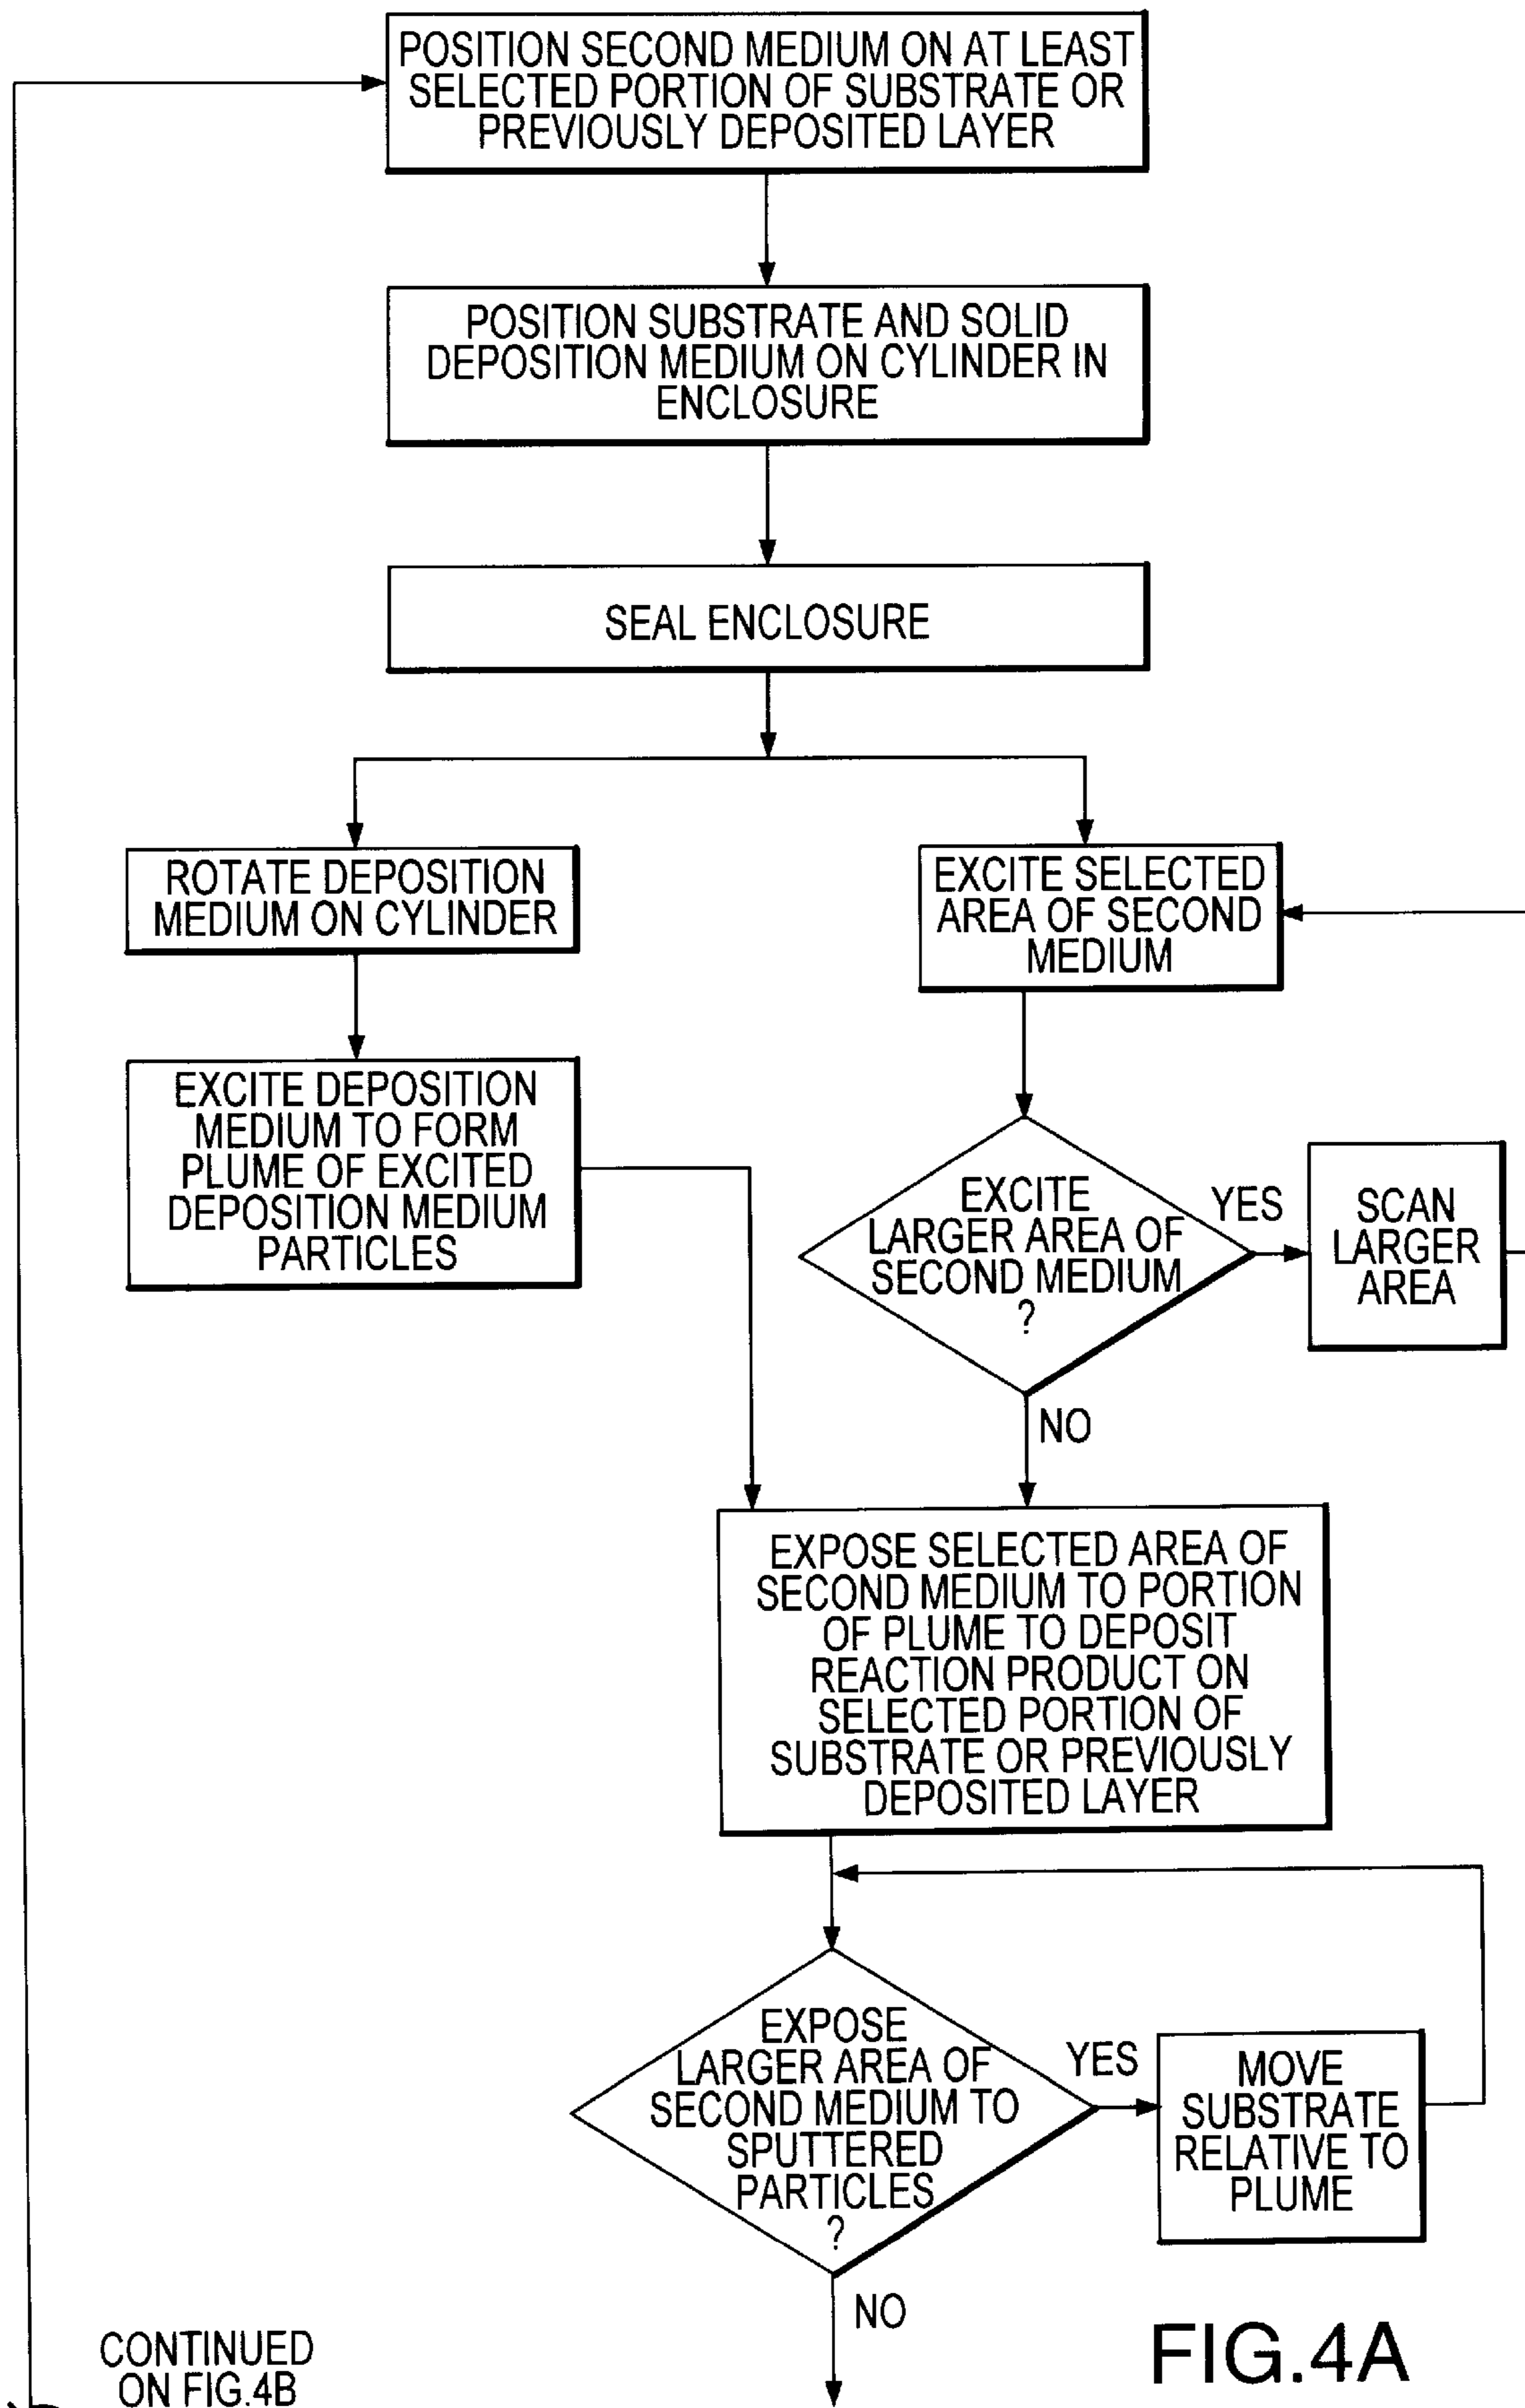 POSITION SECOND MEDIUM ON AT LEAST
SELECTED PORTION OF SUBSTRATE OR
PREVIOUSLY DEPOSITED LAYER
POSITION SUBSTRATE AND SOLID
DEPOSITION MEDIUM ON CYLINDER IN
ENCLOSURE
SEAL ENCLOSURE
ROTATE DEPOSITION
MEDIUM ON CYLINDER
EXCITE SELECTED
AREA OF SECOND
MEDIUM
EXCITE DEPOSITION
MEDIUM TO FORM
PLUME OF EXCITED
DEPOSITION MEDIUM
PARTICLES
EXCITE
LARGER AREA OF
SECOND MEDIUM
?
YES
SCAN
LARGER
AREA
NO
EXPOSE SELECTED AREA OF
SECOND MEDIUM TO PORTION
OF PLUME TO DEPOSIT
REACTION PRODUCT ON
SELECTED PORTION OF
SUBSTRATE OR PREVIOUSLY
DEPOSITED LAYER
EXPOSE
LARGER AREA OF
SECOND MEDIUM TO
SPUTTERED
PARTICLES
?
YES
MOVE
SUBSTRATE
RELATIVE TO
PLUME
NO
CONTINUED
ON FIG.4B
FIG.4A